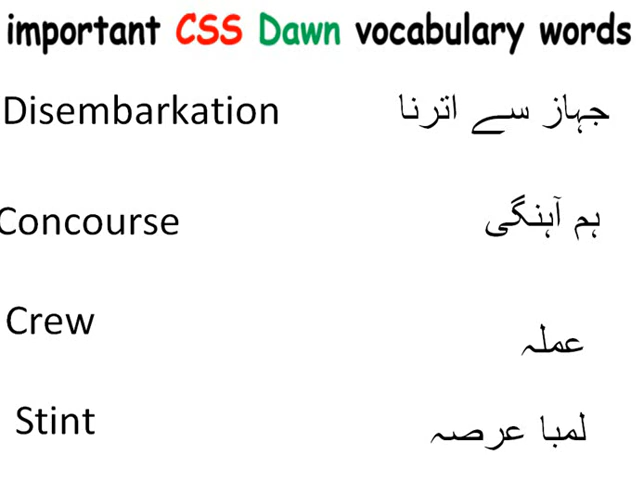 important CSS Dawn vocabulary words
Disembarkation جہاز سے اترنا
Concourse ہم آہنگی
Crew عملہ
Stint لمبا عرصہ